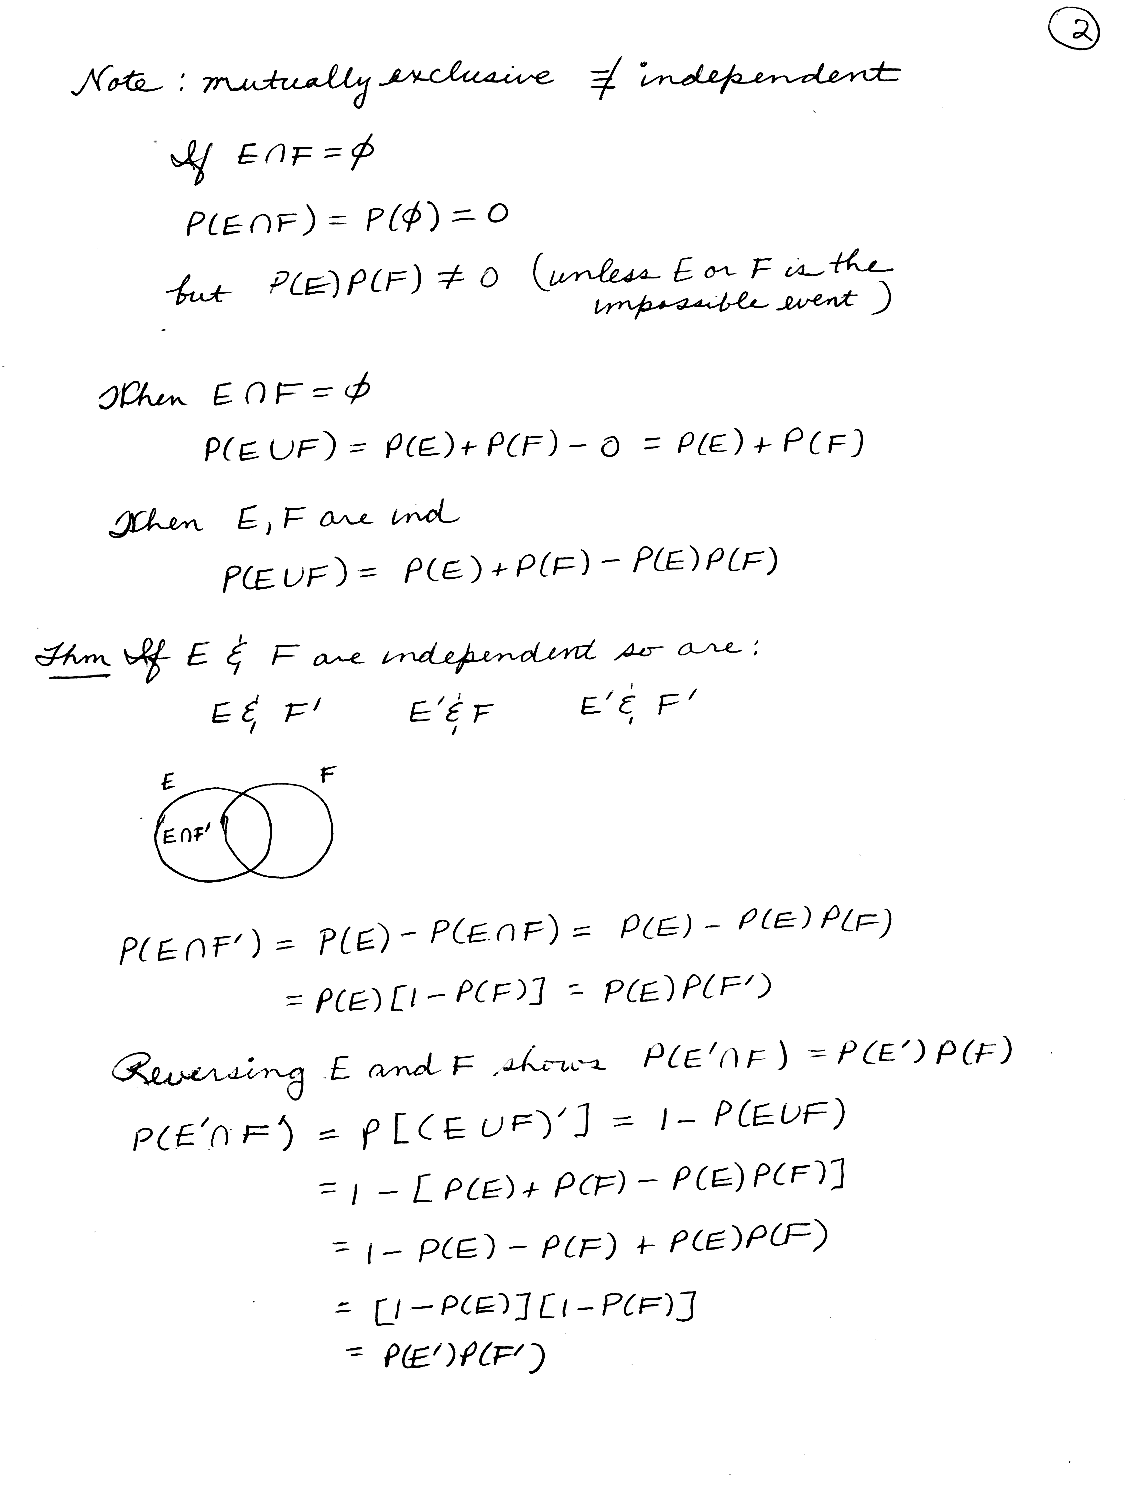 2
Note: mutually exclusive ≠ independent
If E∩F = ϕ
P(E∩F) = P(ϕ) = 0
but P(E)P(F) ≠ 0 (unless E or F is the
impossible event)
When E∩F = ϕ
P(E∪F) = P(E) + P(F) - 0 = P(E) + P(F)
When E, F are ind
P(E∪F) = P(E) + P(F) - P(E)P(F)
Thm If E & F are independent so are:
E & F' E' & F E' & F'
E F
E∩F'
P(E∩F') = P(E) - P(E∩F) = P(E) - P(E)P(F)
= P(E)[1 - P(F)] = P(E)P(F')
Reversing E and F shows P(E'∩F) = P(E')P(F)
P(E'∩F') = P[(E∪F)'] = 1 - P(E∪F)
= 1 - [P(E) + P(F) - P(E)P(F)]
= 1 - P(E) - P(F) + P(E)P(F)
= [1-P(E)][1-P(F)]
= P(E')P(F')